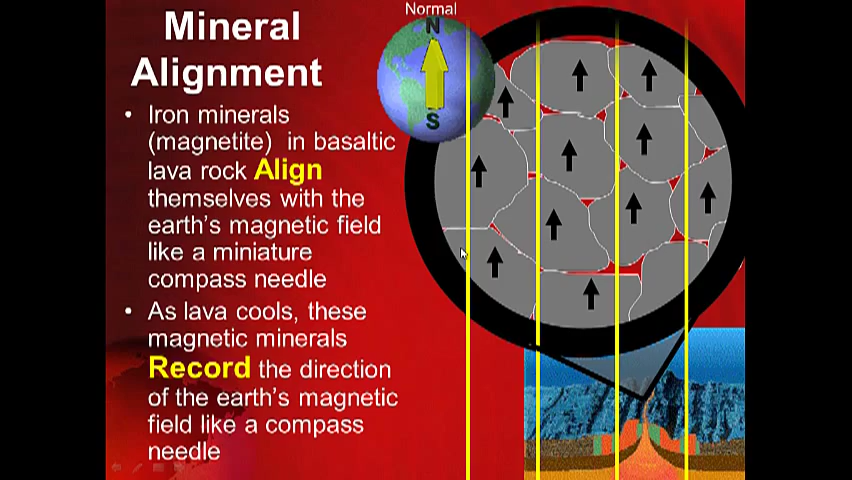 Mineral
Alignment
• Iron minerals
(magnetite) in basaltic
lava rock Align
themselves with the
earth's magnetic field
like a miniature
compass needle
• As lava cools, these
magnetic minerals
Record the direction
of the earth's magnetic
field like a compass
needle
Normal
N
S